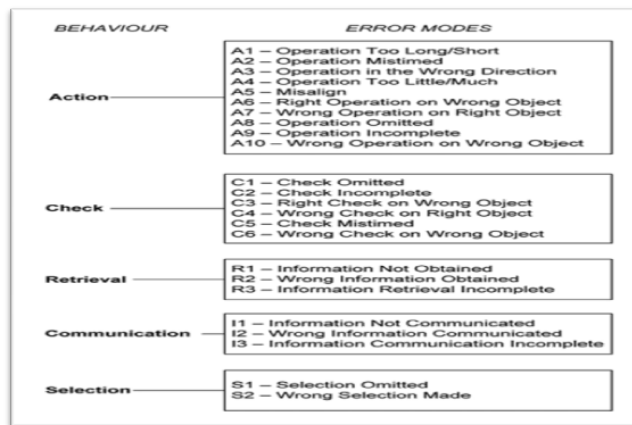 BEHAVIOUR ERROR MODES
A1 – Operation Too Long/Short
A2 – Operation Mistimed
A3 – Operation in the Wrong Direction
A4 – Operation Too Little/Much
Action A5 – Misalign
A6 – Right Operation on Wrong Object
A7 – Wrong Operation on Right Object
A8 – Operation Omitted
A9 – Operation Incomplete
A10 – Wrong Operation on Wrong Object
C1 – Check Omitted
C2 – Check Incomplete
Check C3 – Right Check on Wrong Object
C4 – Wrong Check on Right Object
C5 – Check Mistimed
C6 – Wrong Check on Wrong Object
R1 – Information Not Obtained
Retrieval R2 – Wrong Information Obtained
R3 – Information Retrieval Incomplete
I1 – Information Not Communicated
Communication I2 – Wrong Information Communicated
I3 – Information Communication Incomplete
Selection S1 – Selection Omitted
S2 – Wrong Selection Made